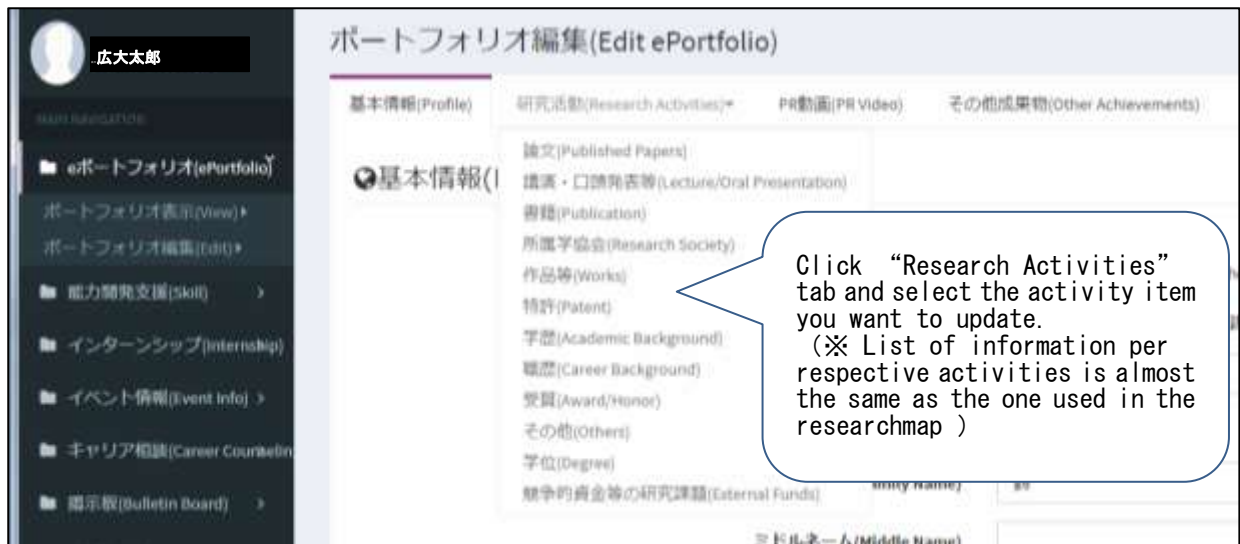 広大太郎
MAIN NAVIGATION
eポートフォリオ(ePortfolio)
ポートフォリオ表示(View)
ポートフォリオ編集(Edit)
能力開発支援(Skill)
インターンシップ(Internship)
イベント情報(Event Info)
キャリア相談(Career Counselin
掲示板(Bulletin Board)
ポートフォリオ編集(Edit ePortfolio)
基本情報(Profile) 研究活動(Research Activities) PR動画(PR Video) その他成果物(Other Achievements)
基本情報(
論文(Published Papers)
講演・口頭発表等(Lecture/Oral Presentation)
書籍(Publication)
所属学協会(Research Society)
作品等(Works)
特許(Patent)
学歴(Academic Background)
職歴(Career Background)
受賞(Award/Honor)
その他(Others)
学位(Degree)
競争的資金等の研究課題(External Funds)
Click “Research Activities”
tab and select the activity item
you want to update.
(※ List of information per
respective activities is almost
the same as the one used in the
researchmap )
Name)
ミドルネーム(Middle Name)